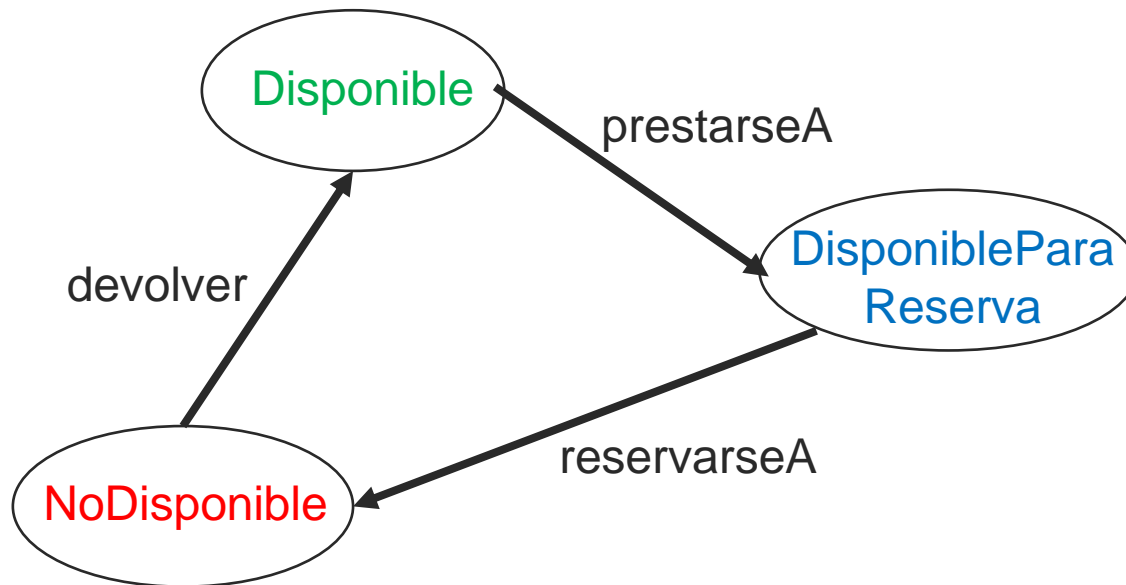 Disponible
prestarseA
DisponiblePara
Reserva
devolver
reservarseA
NoDisponible